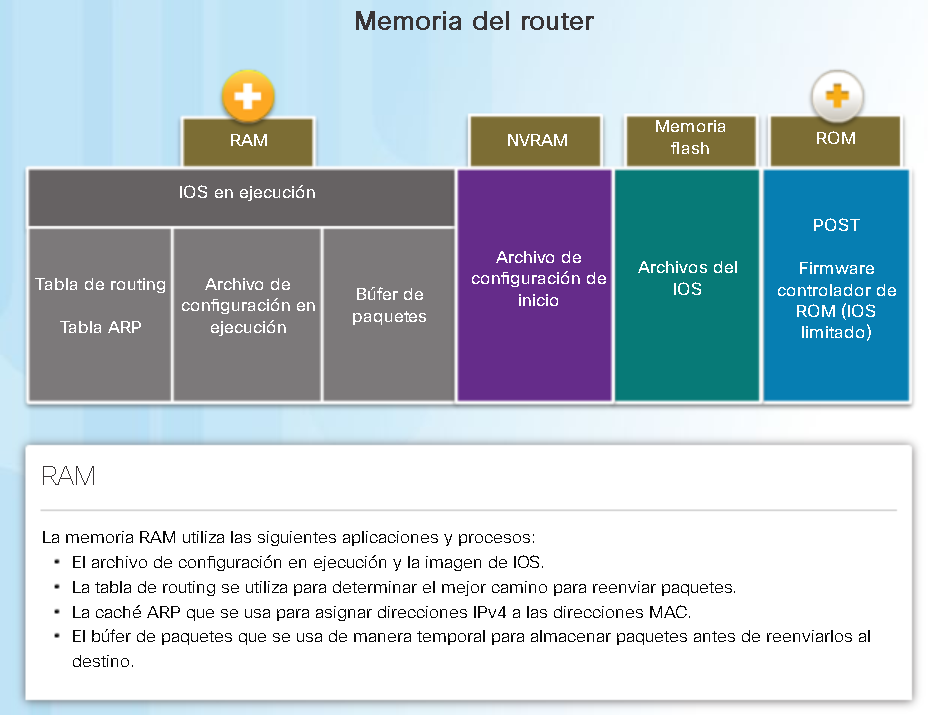 Memoria del router
RAM
NVRAM
Memoria
flash
ROM
IOS en ejecución
Tabla de routing
Tabla ARP
Archivo de
configuración en
ejecución
Búfer de
paquetes
Archivo de
configuración de
inicio
Archivos del
IOS
POST
Firmware
controlador de
ROM (IOS
limitado)
RAM
La memoria RAM utiliza las siguientes aplicaciones y procesos:
• El archivo de configuración en ejecución y la imagen de IOS.
• La tabla de routing se utiliza para determinar el mejor camino para reenviar paquetes.
• La caché ARP que se usa para asignar direcciones IPv4 a las direcciones MAC.
• El búfer de paquetes que se usa de manera temporal para almacenar paquetes antes de reenviarlos al
destino.